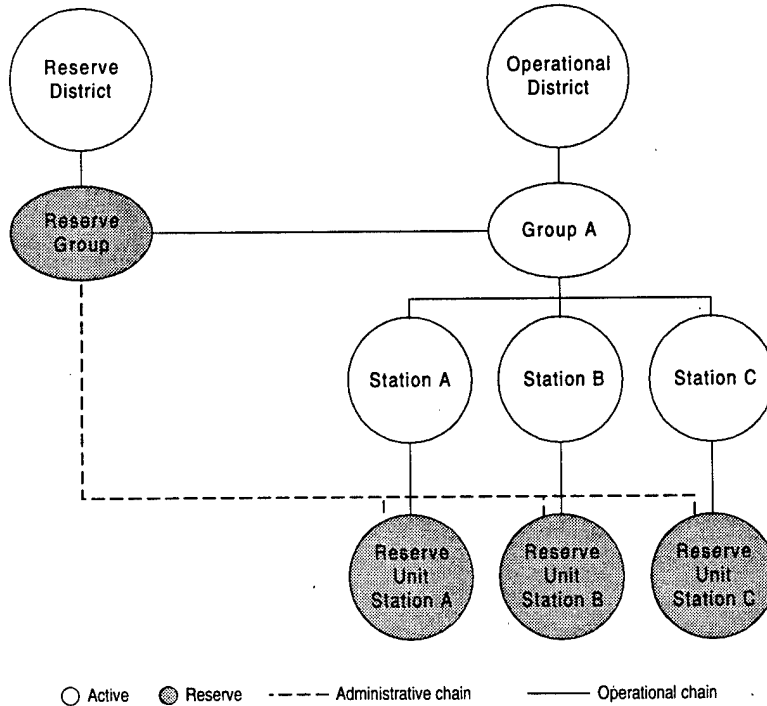 Reserve
District
Operational
District
Reserve
Group
Group A
Station A
Station B
Station C
Reserve
Unit
Station A
Reserve
Unit
Station B
Reserve
Unit
Station C
Active
Reserve
Administrative chain
Operational chain